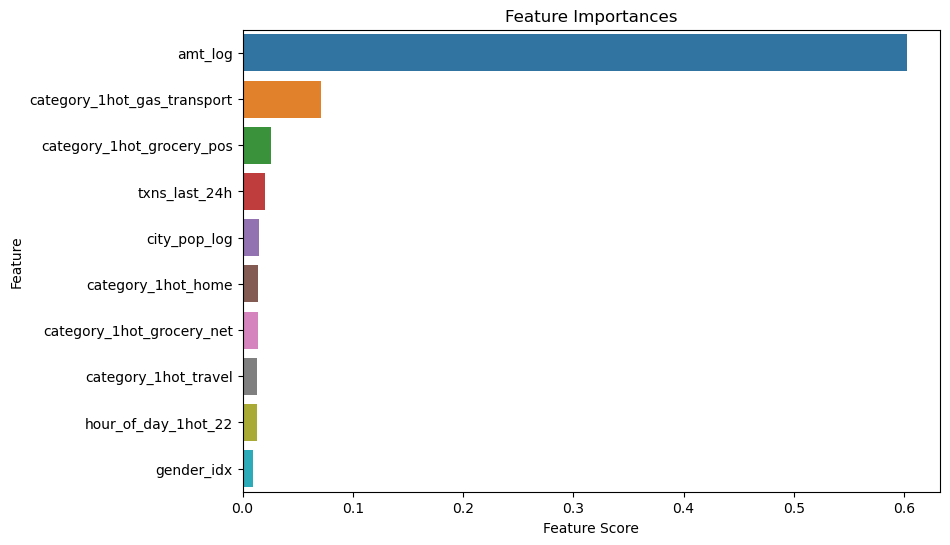 Feature Importances
amt_log
category_1hot_gas_transport
category_1hot_grocery_pos
txns_last_24h
city_pop_log
category_1hot_home
category_1hot_grocery_net
category_1hot_travel
hour_of_day_1hot_22
gender_idx
Feature
0.0 0.1 0.2 0.3 0.4 0.5 0.6
Feature Score